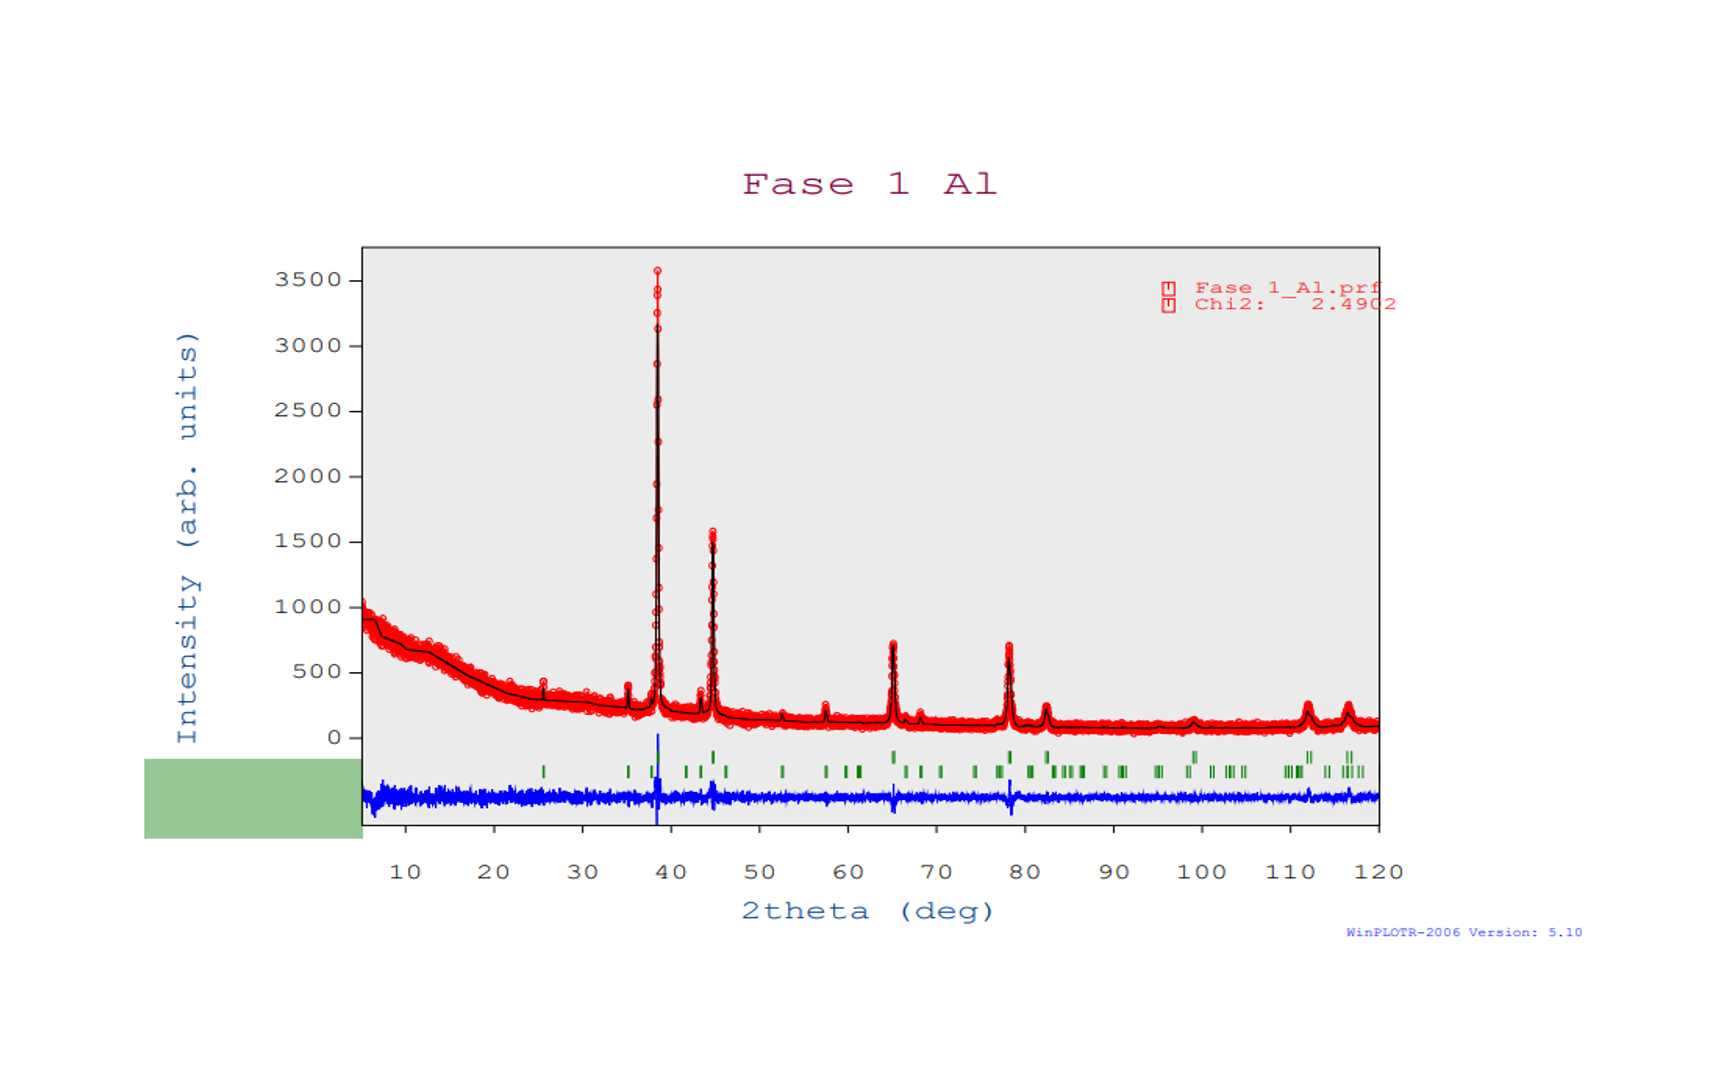 Fase 1 Al
Fase 1_Al.prf
Chi2: 2.4902
Intensity (arb. units)
3500
3000
2500
2000
1500
1000
500
0
10 20 30 40 50 60 70 80 90 100 110 120
2theta (deg)
WinPLOTR-2006 Version: 5.10